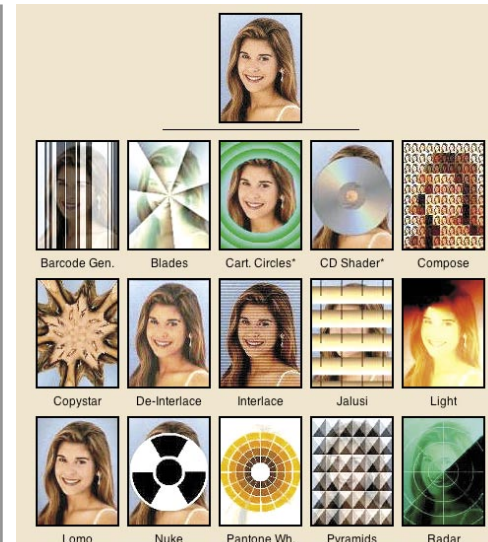 Barcode Gen.
Blades
Cart. Circles*
CD Shader*
Compose
Copystar
De-Interlace
Interlace
Jalusi
Light
Lomo
Nuke
Pantone Wh.
Pyramids
Radar